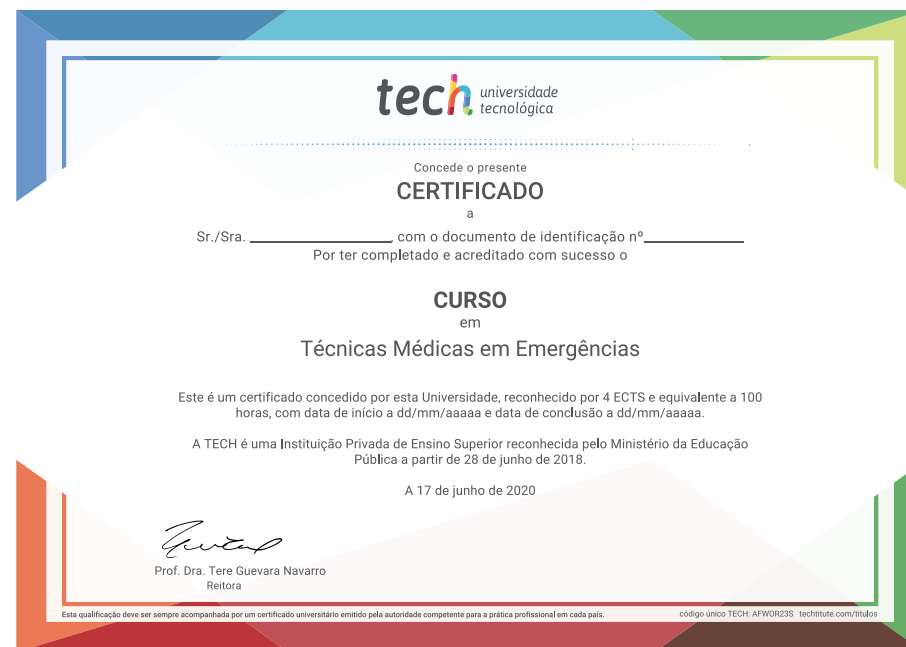 tech universidade
tecnológica
Concede o presente
CERTIFICADO
a
Sr./Sra. ________________, com o documento de identificação nº____________
Por ter completado e acreditado com sucesso o
CURSO
em
Técnicas Médicas em Emergências
Este é um certificado concedido por esta Universidade, reconhecido por 4 ECTS e equivalente a 100
horas, com data de início a dd/mm/aaaaa e data de conclusão a dd/mm/aaaaa.
A TECH é uma Instituição Privada de Ensino Superior reconhecida pelo Ministério da Educação
Pública a partir de 28 de junho de 2018.
A 17 de junho de 2020
Prof. Dra. Tere Guevara Navarro
Reitora
Esta qualificação deve ser sempre acompanhada por um certificado universitário emitido pela autoridade competente para a prática profissional em cada país.
código único TECH: AFWOR23S techtitute.com/titulos